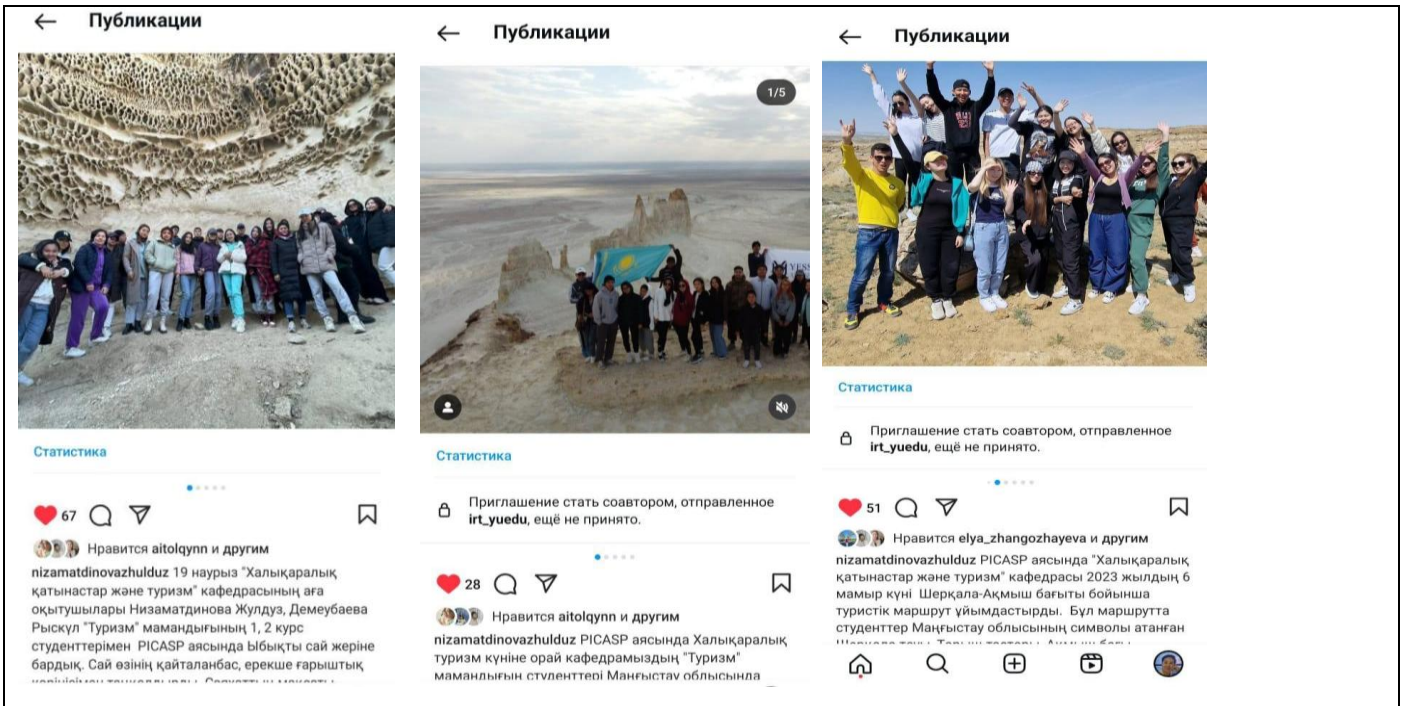 Публикации
Статистика
67
Нравится aitolqynn и другим
nizamatdinovazhulduz 19 наурыз "Халықаралық
қатынастар және туризм" кафедрасының аға
оқытушылары Низаматдинова Жулдуз, Демеубаева
Рыскүл "Туризм" мамандығының 1, 2 курс
студенттерімен PICASP аясында Ыбықты сай жеріне
бардық. Сай өзінің қайталанбас, ерекше ғарыштық
Публикации
1/5
YESS
Статистика
Приглашение стать соавтором, отправленное
irt_yuedu, ещё не принято.
28
Нравится aitolqynn и другим
nizamatdinovazhulduz PICASP аясында Халықаралық
туризм күніне орай кафедрамыздың "Туризм"
мамандығын студенттері Маңғыстау облысында
Публикации
Статистика
Приглашение стать соавтором, отправленное
irt_yuedu, ещё не принято.
51
Нравится elya_zhangozhayeva и другим
nizamatdinovazhulduz PICASP аясында "Халықаралық
қатынастар және туризм" кафедрасы 2023 жылдың 6
мамыр күні Шерқала-Ақмыш бағыты бойынша
туристік маршрут ұйымдастырды. Бұл маршрутта
студенттер Маңғыстау облысының символы атанған